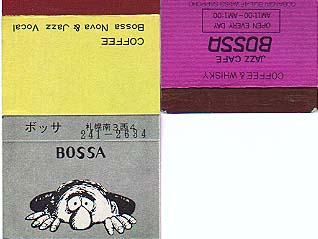 COFFEE
Bossa Nova & Jazz Vocal
COFFEE & WHISKY
JAZZ CAFE
BOSSA
OPEN EVERY DAY
AM11:00-AM1:00
ボッサ
札幌南3西4
241-2634
BOSSA